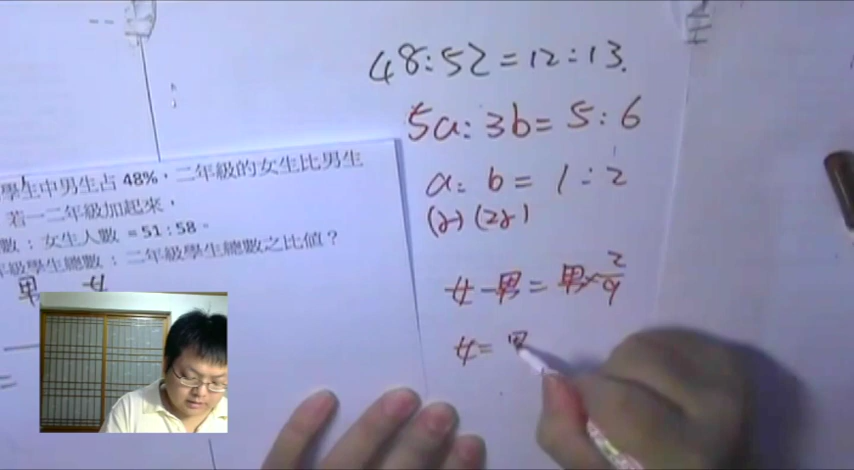 48:52=12:13.
5a:3b=5:6
a:b=1:2
(r) (2r)
女-男=男×2/9
女=男
學生中男生占48%,二年級的女生比男生
若一二年級加起來,
數:女生人數=51:58。
年級學生總數:二年級學生總數之比值?
男 女